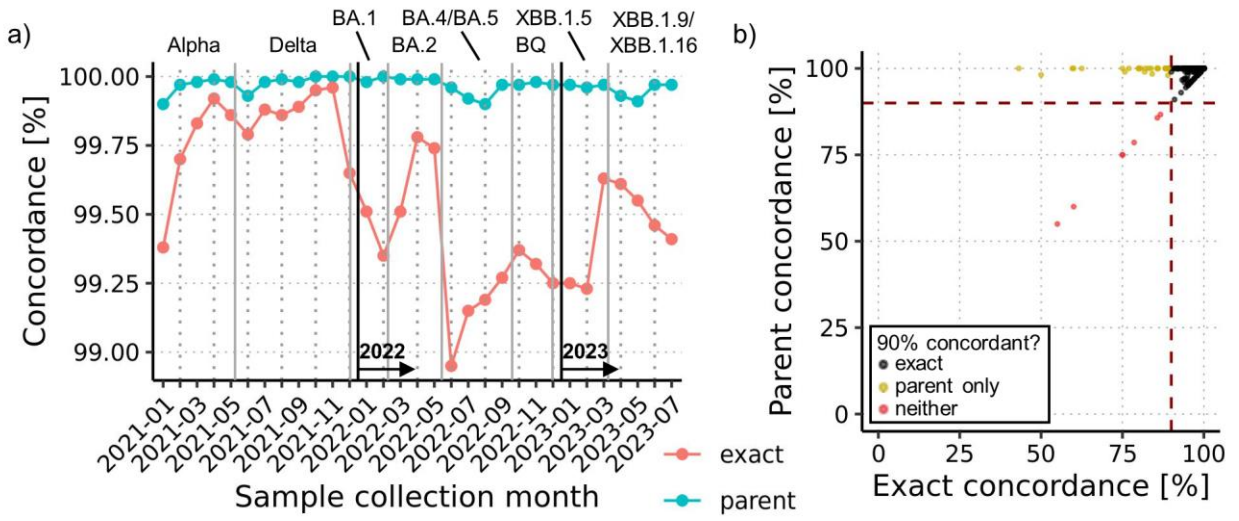 a)
BA.1
BA.4/BA.5
XBB.1.5
XBB.1.9/
Alpha
Delta
BA.2
BQ
XBB.1.16
Concordance [%]
100.00
99.75
99.50
99.25
99.00
2022
2023
2021-01
2021-03
2021-05
2021-07
2021-09
2021-11
2022-01
2022-03
2022-05
2022-07
2022-09
2022-11
2023-01
2023-03
2023-05
2023-07
Sample collection month
exact
parent
b)
Parent concordance [%]
100
75
50
25
0
90% concordant?
exact
parent only
neither
0
25
50
75
100
Exact concordance [%]